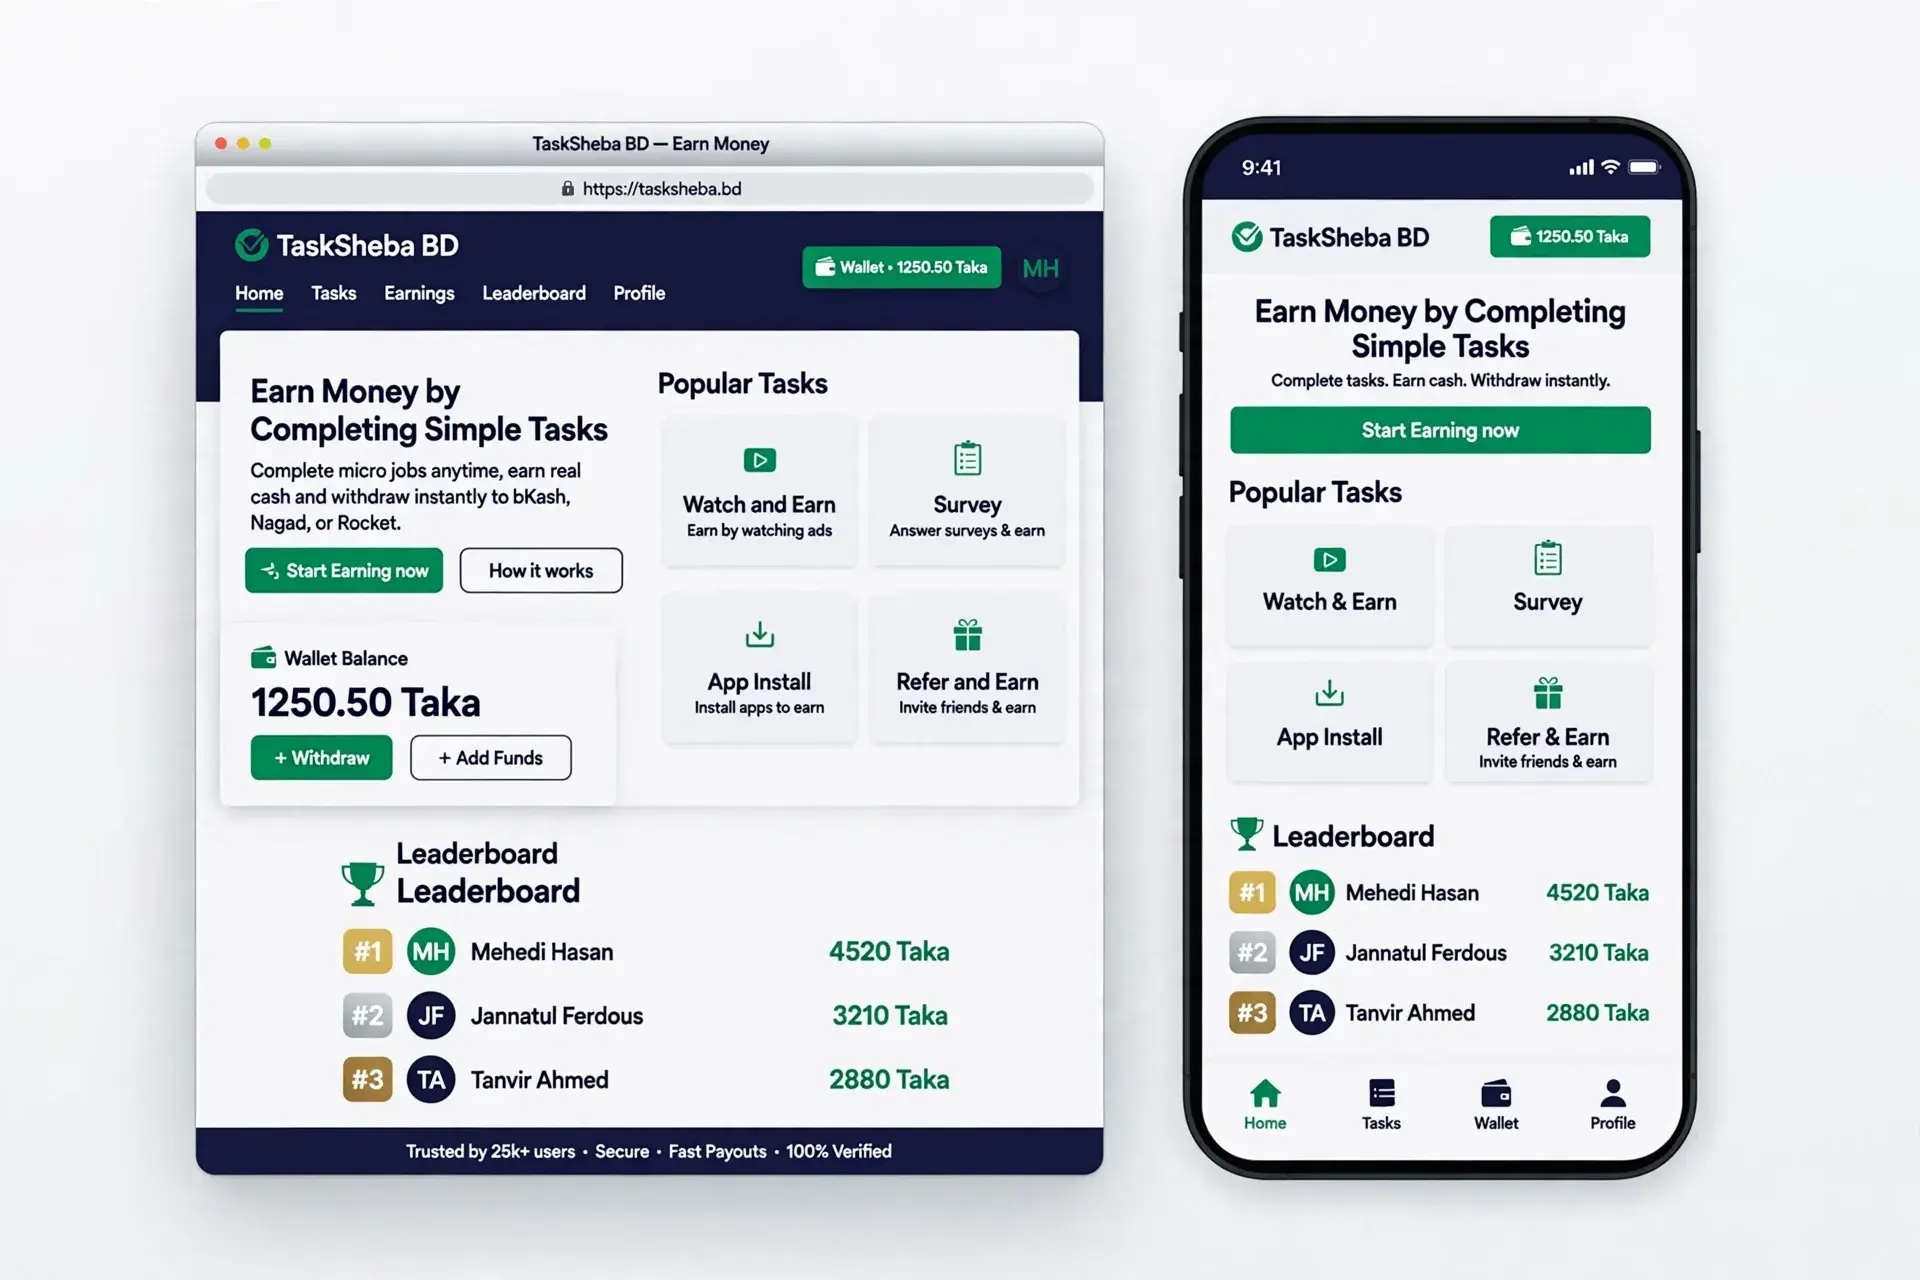 TaskSheba BD — Earn Money
https://tasksheba.bd
TaskSheba BD
Wallet • 1250.50 Taka
MH
Home
Tasks
Earnings
Leaderboard
Profile
Earn Money by
Completing Simple Tasks
Complete micro jobs anytime, earn real
cash and withdraw instantly to bKash,
Nagad, or Rocket.
Start Earning now
How it works
Wallet Balance
1250.50 Taka
+ Withdraw
+ Add Funds
Popular Tasks
Watch and Earn
Earn by watching ads
Survey
Answer surveys & earn
App Install
Install apps to earn
Refer and Earn
Invite friends & earn
Leaderboard
Leaderboard
#1 MH Mehedi Hasan 4520 Taka
#2 JF Jannatul Ferdous 3210 Taka
#3 TA Tanvir Ahmed 2880 Taka
Trusted by 25k+ users • Secure • Fast Payouts • 100% Verified
9:41
TaskSheba BD
1250.50 Taka
Earn Money by Completing
Simple Tasks
Complete tasks. Earn cash. Withdraw instantly.
Start Earning now
Popular Tasks
Watch & Earn
Survey
App Install
Refer & Earn
Invite friends & earn
Leaderboard
#1 MH Mehedi Hasan 4520 Taka
#2 JF Jannatul Ferdous 3210 Taka
#3 TA Tanvir Ahmed 2880 Taka
Home
Tasks
Wallet
Profile